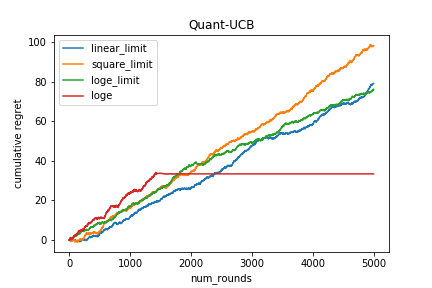 Quant-UCB
100
80
60
40
20
0
cumulative regret
linear_limit
square_limit
loge_limit
loge
0
1000
2000
3000
4000
5000
num_rounds